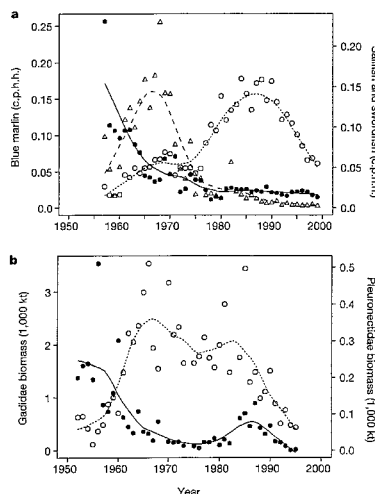 a
Blue marlin (c.p.h.h.)
0.25
0.20
0.15
0.10
0.05
0.0
0.20
0.15
0.10
0.05
0.0
1950 1960 1970 1980 1990 2000
b
Gadidae biomass (1,000 kt)
3
2
1
0
Pleuronectidae biomass (1,000 kt)
0.5
0.4
0.3
0.2
0.1
0.0
1950 1960 1970 1980 1990 2000
Year